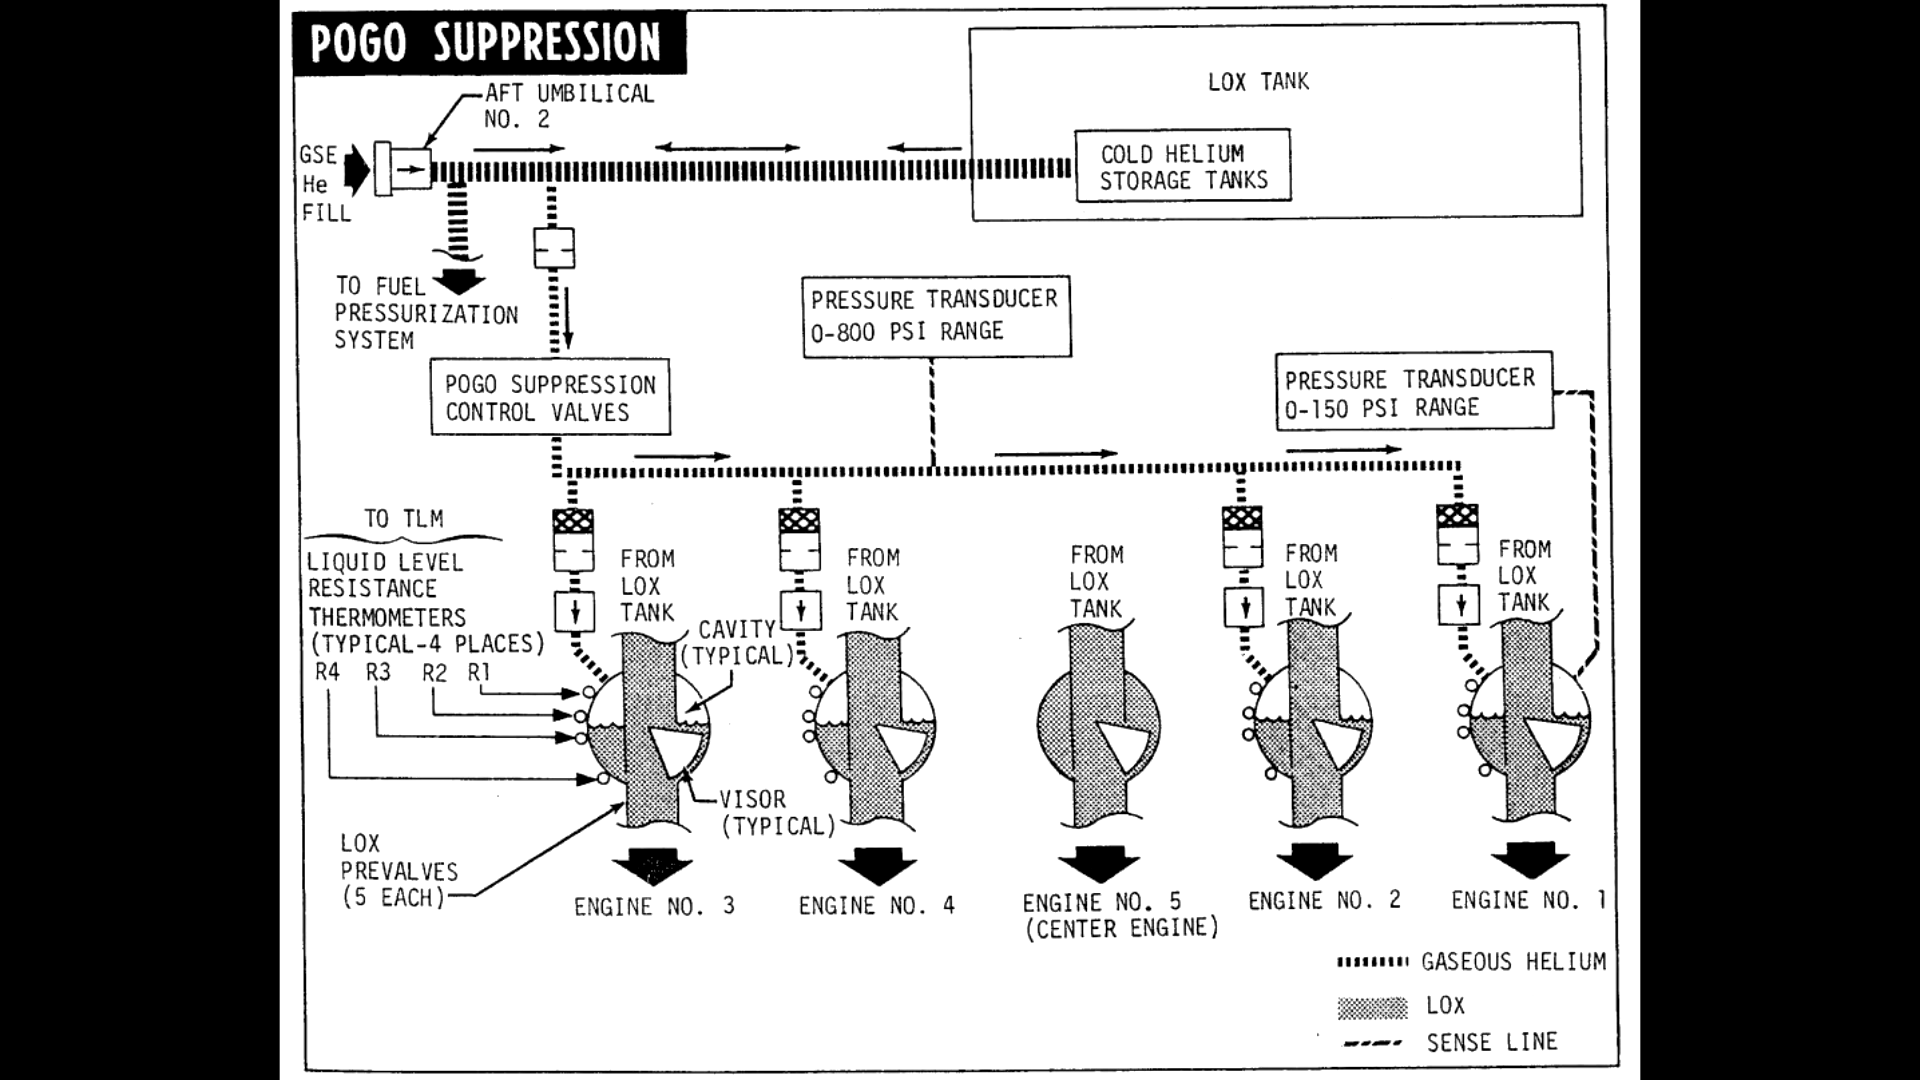 POGO SUPPRESSION
AFT UMBILICAL
NO. 2
GSE
He
FILL
LOX TANK
COLD HELIUM
STORAGE TANKS
TO FUEL
PRESSURIZATION
SYSTEM
PRESSURE TRANSDUCER
0-800 PSI RANGE
POGO SUPPRESSION
CONTROL VALVES
PRESSURE TRANSDUCER
0-150 PSI RANGE
TO TLM
LIQUID LEVEL
RESISTANCE
THERMOMETERS
(TYPICAL-4 PLACES)
R4 R3 R2 R1
FROM
LOX
TANK
FROM
LOX
TANK
FROM
LOX
TANK
FROM
LOX
TANK
FROM
LOX
TANK
CAVITY
(TYPICAL)
VISOR
(TYPICAL)
LOX
PREVALVES
(5 EACH)
ENGINE NO. 3
ENGINE NO. 4
ENGINE NO. 5
(CENTER ENGINE)
ENGINE NO. 2
ENGINE NO. 1
GASEOUS HELIUM
LOX
SENSE LINE